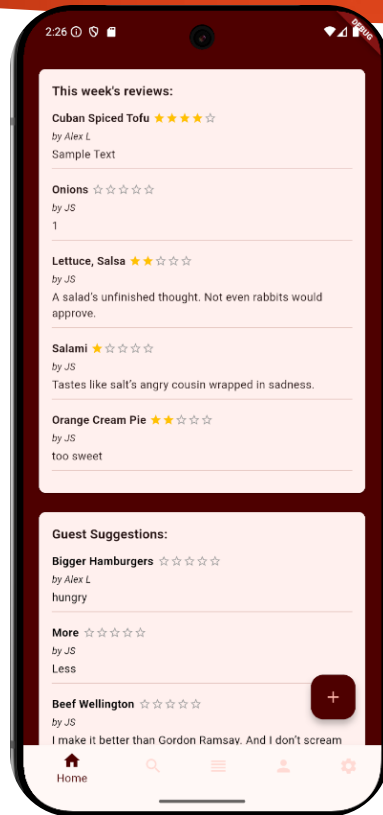 2:26
DEBUG
This week's reviews:
Cuban Spiced Tofu
by Alex L
Sample Text
Onions
by JS
1
Lettuce, Salsa
by JS
A salad's unfinished thought. Not even rabbits would
approve.
Salami
by JS
Tastes like salt's angry cousin wrapped in sadness.
Orange Cream Pie
by JS
too sweet
Guest Suggestions:
Bigger Hamburgers
by Alex L
hungry
More
by JS
Less
Beef Wellington
by JS
I make it better than Gordon Ramsay. And I don't scream
Home